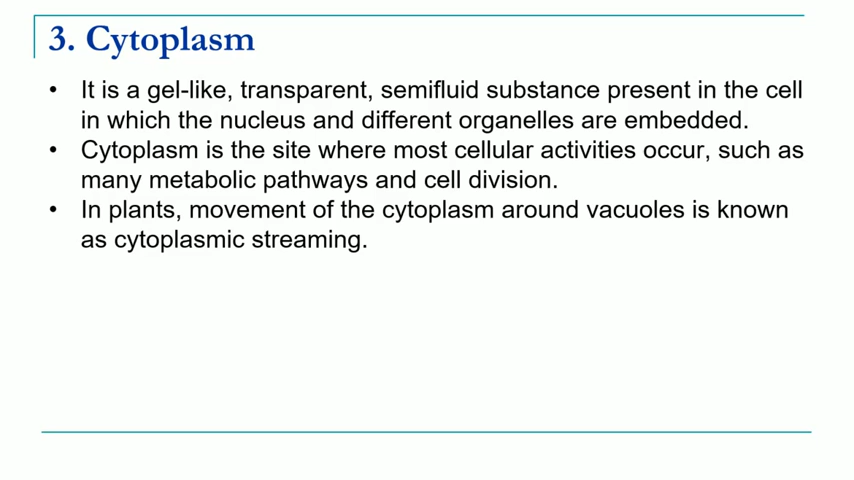 3. Cytoplasm
• It is a gel-like, transparent, semifluid substance present in the cell
in which the nucleus and different organelles are embedded.
• Cytoplasm is the site where most cellular activities occur, such as
many metabolic pathways and cell division.
• In plants, movement of the cytoplasm around vacuoles is known
as cytoplasmic streaming.